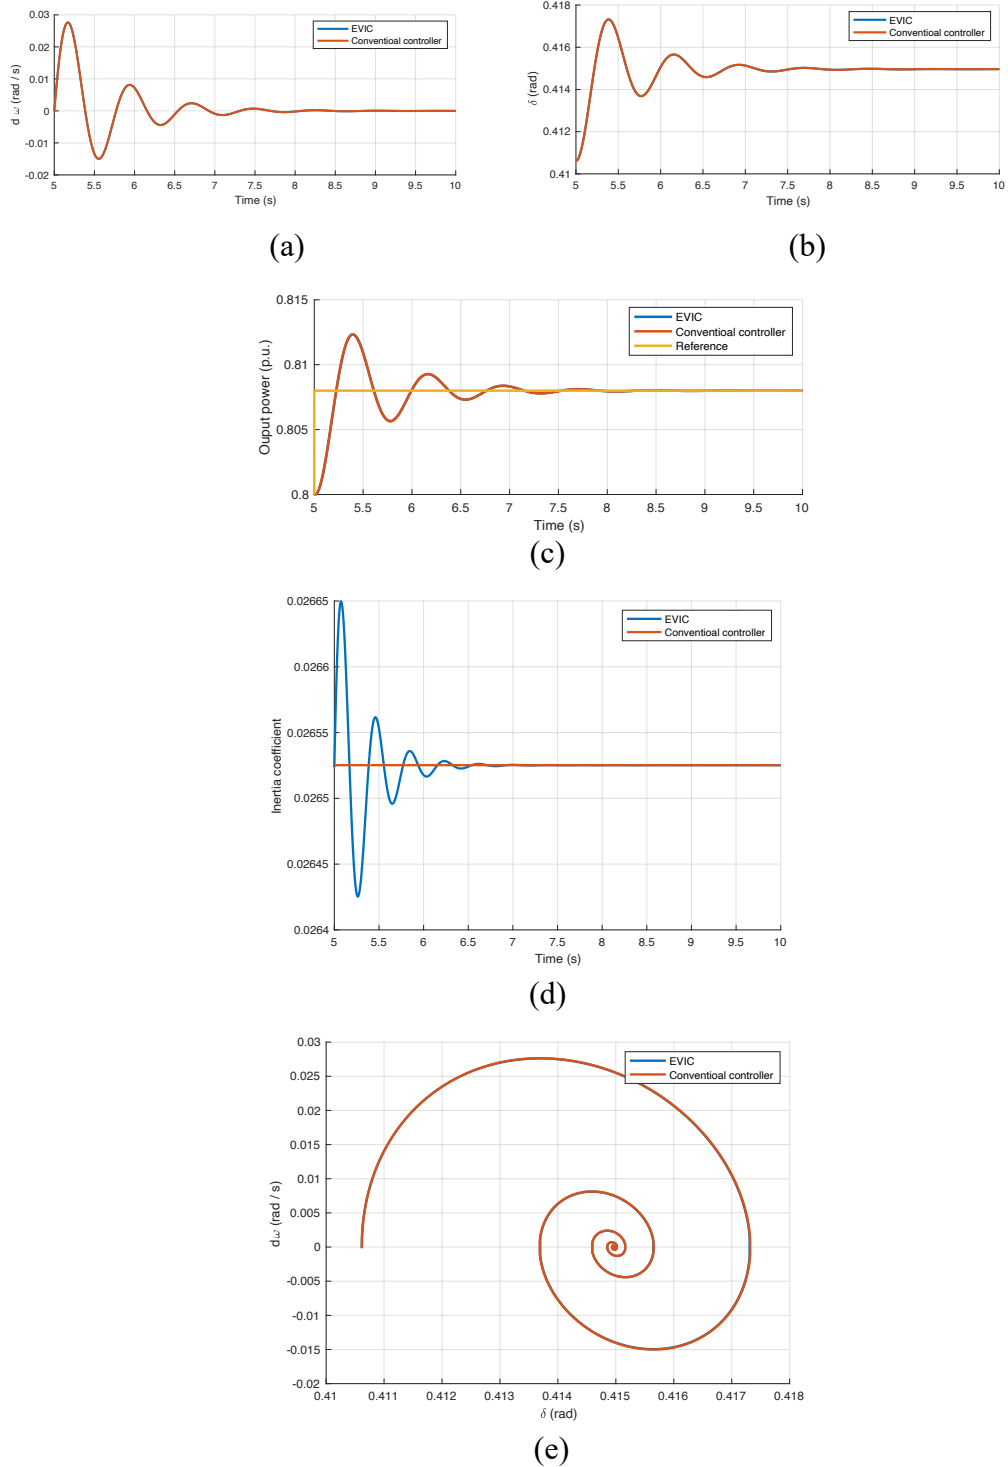 0.03
0.02
0.01
0
-0.01
-0.02
d ω (rad / s)
5 5.5 6 6.5 7 7.5 8 8.5 9 9.5 10
Time (s)
EVIC
Conventioal controller
(a)
0.418
0.416
0.414
0.412
0.41
δ (rad)
5 5.5 6 6.5 7 7.5 8 8.5 9 9.5 10
Time (s)
EVIC
Conventioal controller
(b)
0.815
0.81
0.805
0.8
Ouput power (p.u.)
5 5.5 6 6.5 7 7.5 8 8.5 9 9.5 10
Time (s)
EVIC
Conventioal controller
Reference
(c)
0.02665
0.0266
0.02655
0.0265
0.02645
0.0264
Inertia coefficient
5 5.5 6 6.5 7 7.5 8 8.5 9 9.5 10
Time (s)
EVIC
Conventioal controller
(d)
0.03
0.025
0.02
0.015
0.01
0.005
0
-0.005
-0.01
-0.015
-0.02
dω (rad / s)
0.41 0.411 0.412 0.413 0.414 0.415 0.416 0.417 0.418
δ (rad)
EVIC
Conventioal controller
(e)